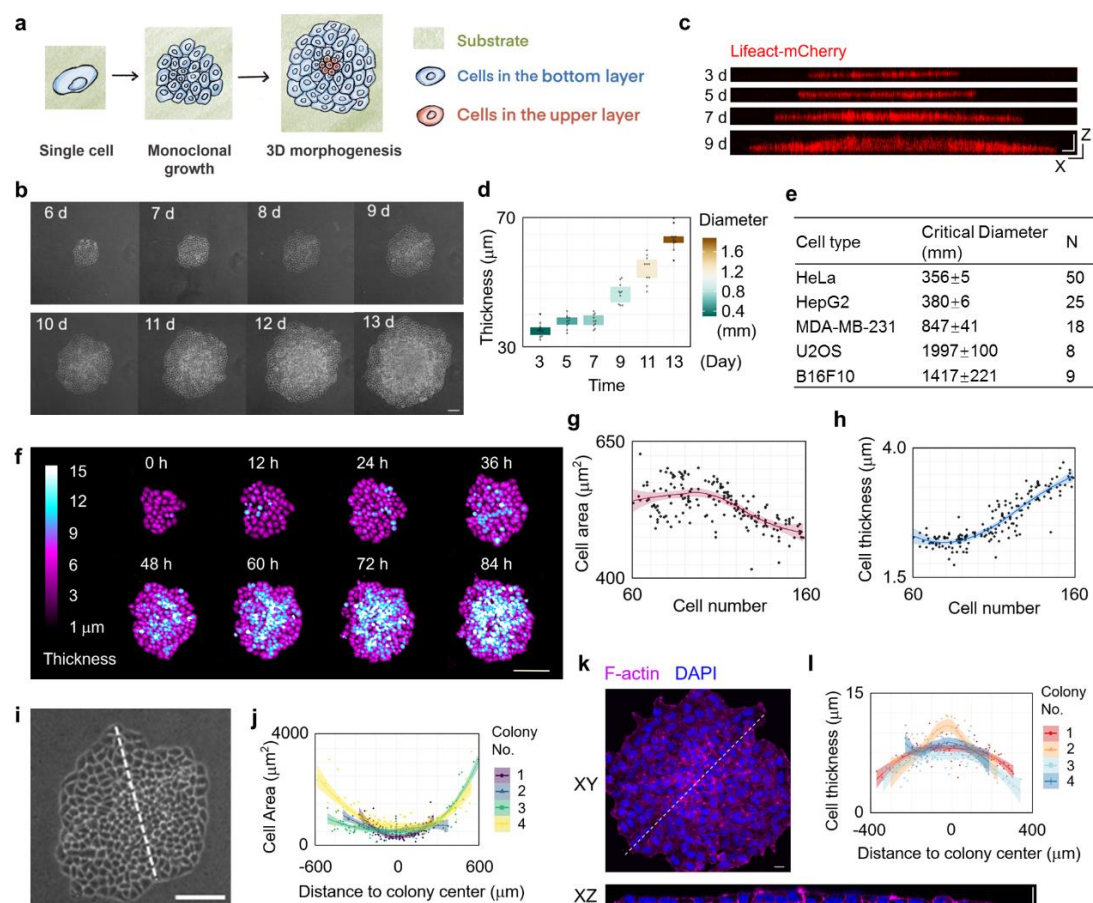 a
Substrate
Cells in the bottom layer
Cells in the upper layer
Single cell
Monoclonal
growth
3D morphogenesis
c
Lifeact-mCherry
3 d
5 d
7 d
9 d
Z
X
b
6 d
7 d
8 d
9 d
10 d
11 d
12 d
13 d
d
Thickness (μm)
70
30
3 5 7 9 11 13 (Day)
Time
Diameter
1.6
1.2
0.8
0.4
(mm)
e
Cell type Critical Diameter (mm) N
HeLa 356±5 50
HepG2 380±6 25
MDA-MB-231 847±41 18
U2OS 1997±100 8
B16F10 1417±221 9
f
15
12
9
6
3
1 μm
Thickness
0 h 12 h 24 h 36 h
48 h 60 h 72 h 84 h
g
Cell area (μm²)
650
400
60 160
Cell number
h
Cell thickness (μm)
4.0
1.5
60 160
Cell number
i
j
Cell Area (μm²)
4000
0
-600 0 600
Distance to colony center (μm)
Colony
No.
1
2
3
4
k
F-actin DAPI
XY
XZ
l
Cell thickness (μm)
15
0
-400 0 400
Distance to colony center (μm)
Colony
No.
1
2
3
4